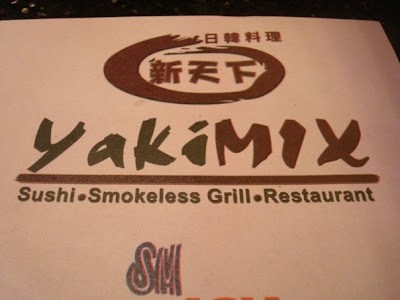 日韓料理
新天下
YakiMIX
Sushi•Smokeless Grill•Restaurant
SM